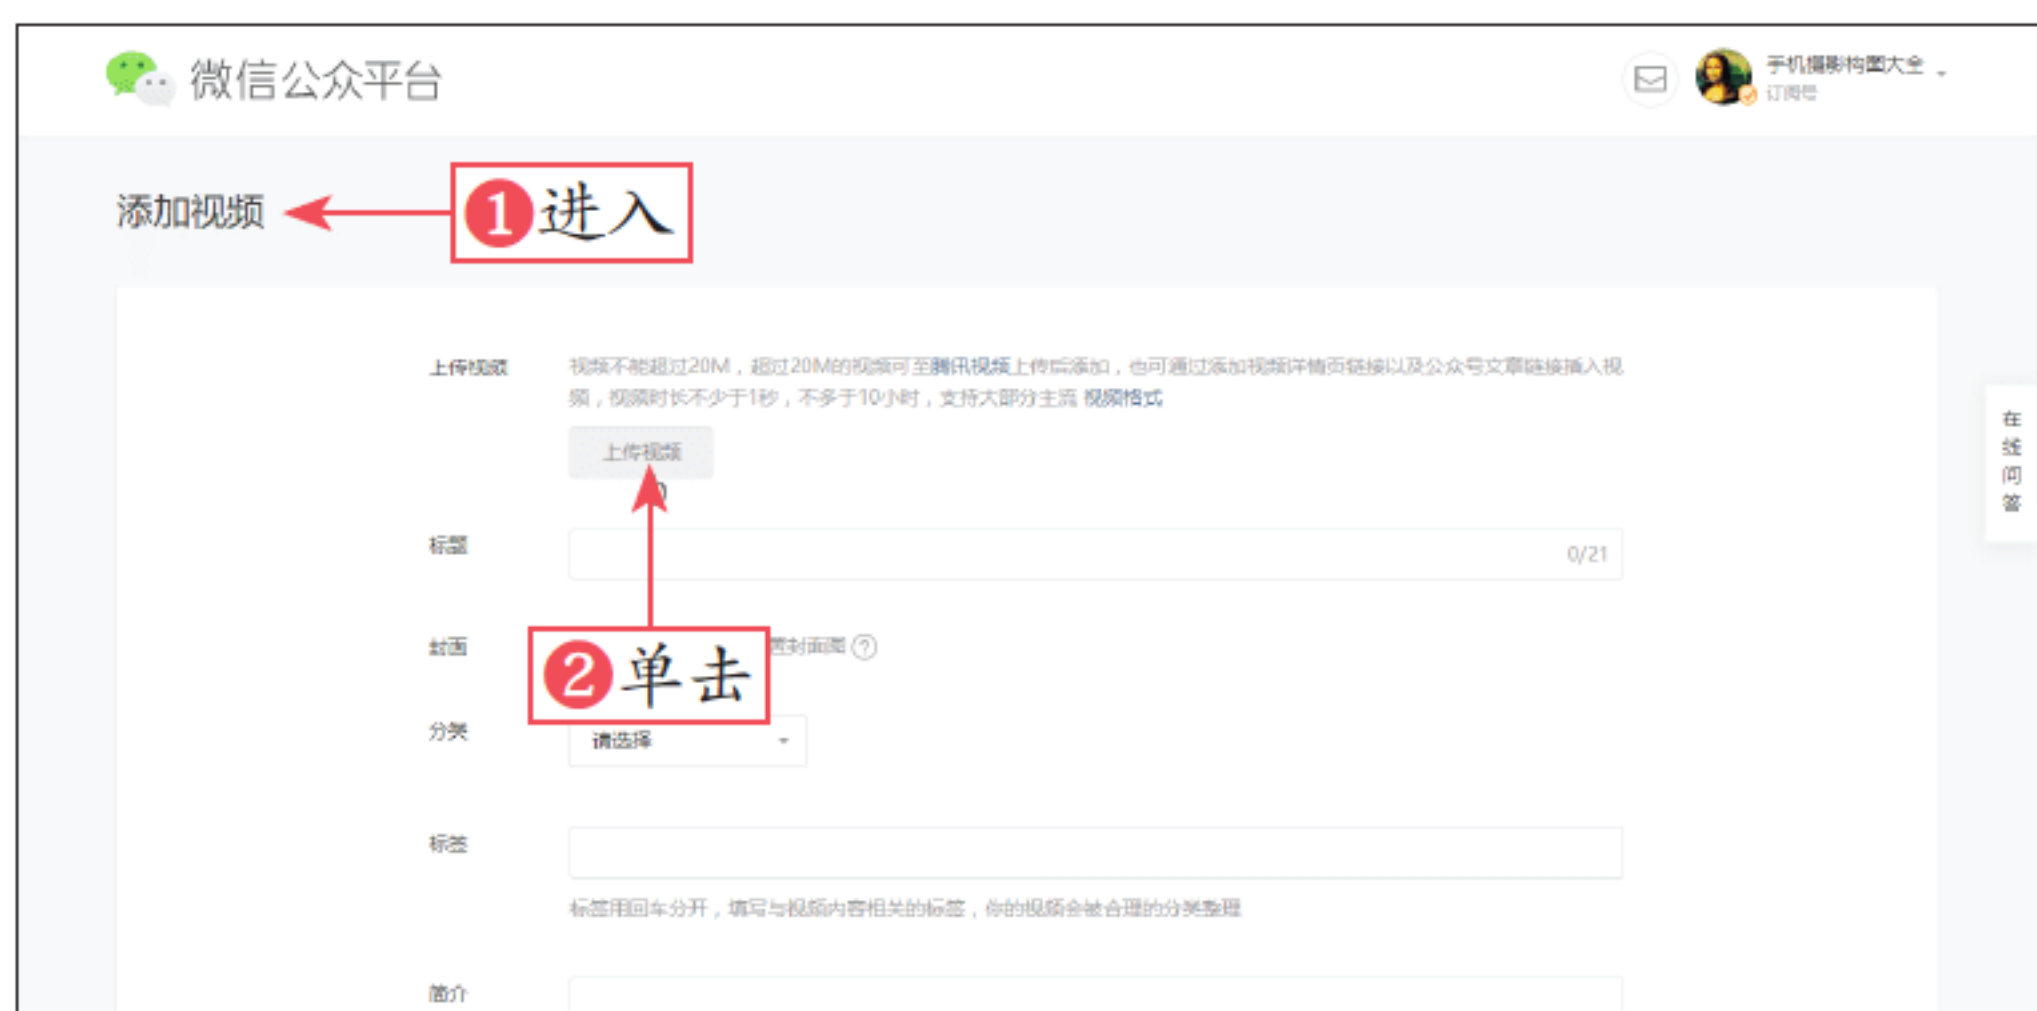 微信公众平台
手机摄影构图大全
订阅号
添加视频
1进入
上传视频
视频不能超过20M，超过20M的视频可至腾讯视频上传后添加，也可通过添加视频详情页链接以及公众号文章链接插入视
频，视频时长不少于1秒，不多于10小时，支持大部分主流 视频格式
上传视频
在线问答
标题
0/21
封面
2单击
置封面图?
分类
请选择
标签
标签用回车分开，填写与视频内容相关的标签，你的视频会被合理的分类整理
简介